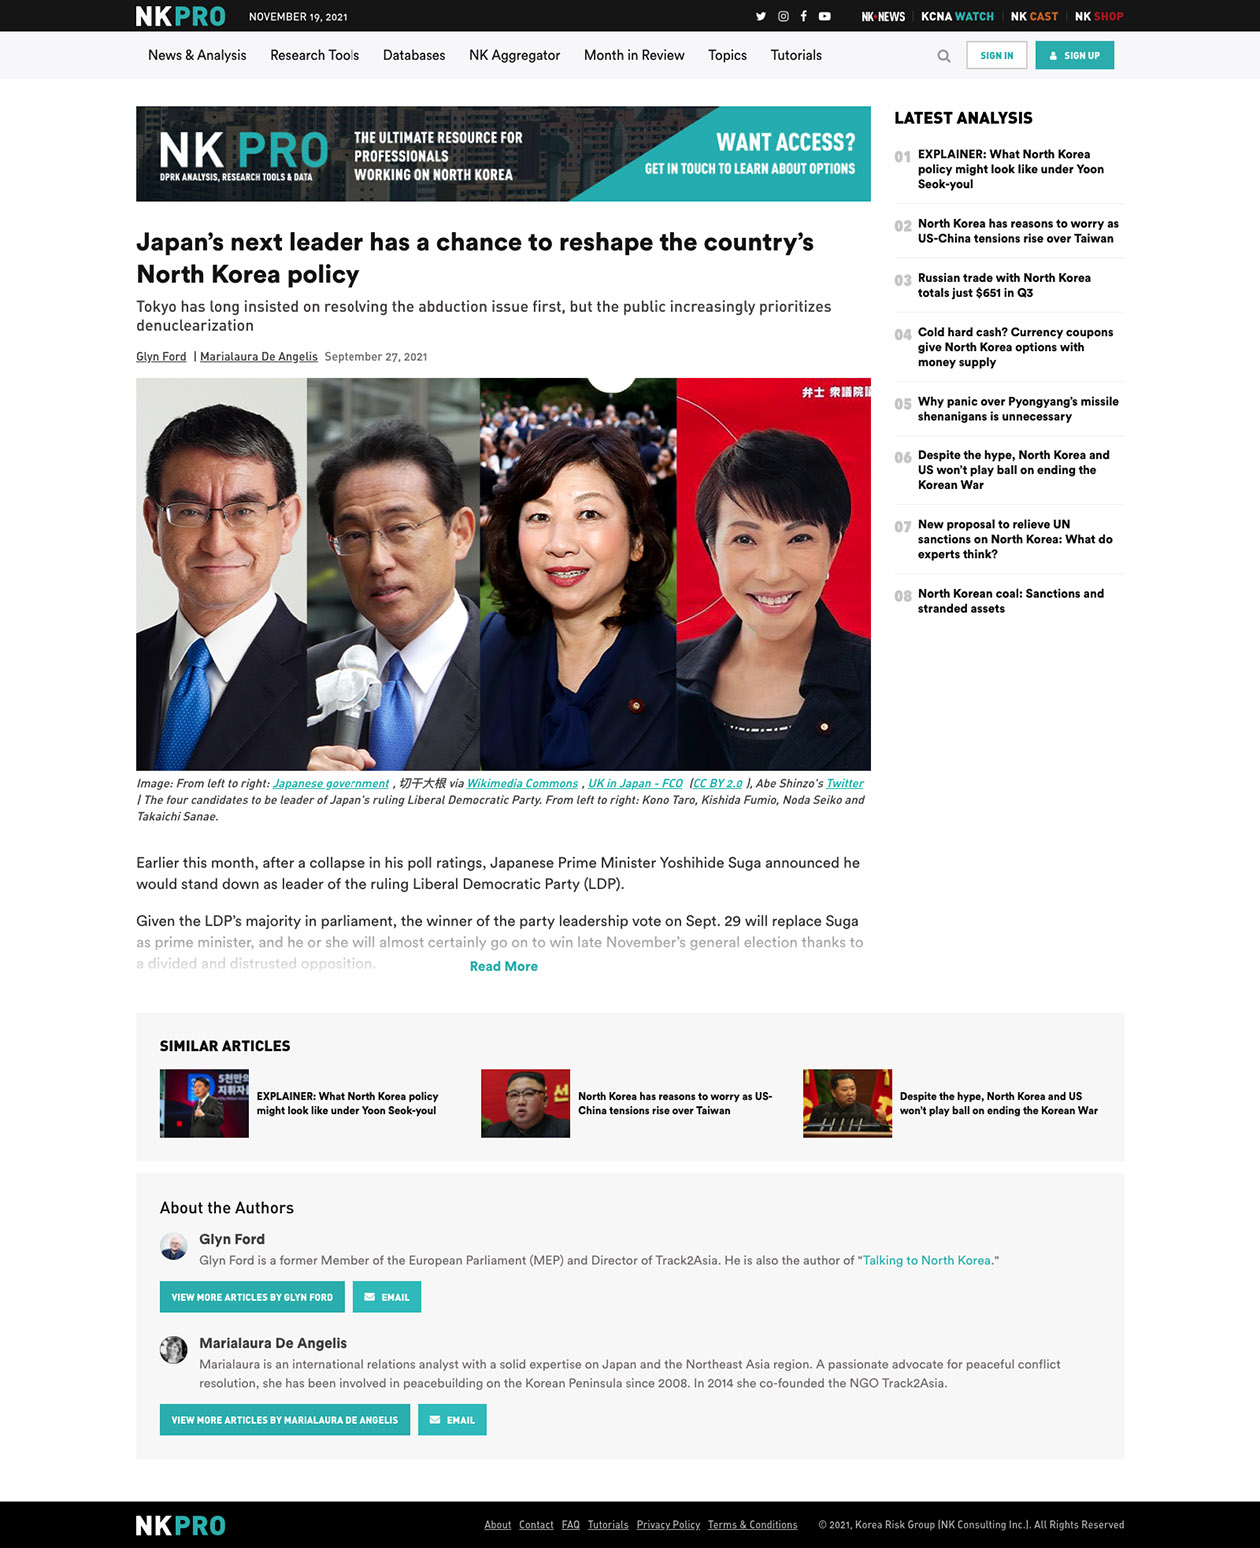 NKPRO
NOVEMBER 19, 2021
NK NEWS
KCNA WATCH
NK CAST
NK SHOP
News & Analysis
Research Tools
Databases
NK Aggregator
Month in Review
Topics
Tutorials
SIGN IN
SIGN UP
NK PRO
DPRK ANALYSIS, RESEARCH TOOLS & DATA
THE ULTIMATE RESOURCE FOR
PROFESSIONALS
WORKING ON NORTH KOREA
WANT ACCESS?
GET IN TOUCH TO LEARN ABOUT OPTIONS
Japan's next leader has a chance to reshape the country's
North Korea policy
Tokyo has long insisted on resolving the abduction issue first, but the public increasingly prioritizes
denuclearization
Glyn Ford | Marialaura De Angelis September 27, 2021
弁士 衆議院議
Image: From left to right: Japanese government , 切干大根 via Wikimedia Commons , UK in Japan - FCO (CC BY 2.0 ), Abe Shinzo's Twitter
| The four candidates to be leader of Japan's ruling Liberal Democratic Party. From left to right: Kono Taro, Kishida Fumio, Noda Seiko and
Takaichi Sanae.
Earlier this month, after a collapse in his poll ratings, Japanese Prime Minister Yoshihide Suga announced he
would stand down as leader of the ruling Liberal Democratic Party (LDP).
Given the LDP's majority in parliament, the winner of the party leadership vote on Sept. 29 will replace Suga
as prime minister, and he or she will almost certainly go on to win late November's general election thanks to
a divided and distrusted opposition.
Read More
LATEST ANALYSIS
01 EXPLAINER: What North Korea
policy might look like under Yoon
Seok-youl
02 North Korea has reasons to worry as
US-China tensions rise over Taiwan
03 Russian trade with North Korea
totals just $651 in Q3
04 Cold hard cash? Currency coupons
give North Korea options with
money supply
05 Why panic over Pyongyang's missile
shenanigans is unnecessary
06 Despite the hype, North Korea and
US won't play ball on ending the
Korean War
07 New proposal to relieve UN
sanctions on North Korea: What do
experts think?
08 North Korean coal: Sanctions and
stranded assets
SIMILAR ARTICLES
5천만의
지휘자
EXPLAINER: What North Korea policy
might look like under Yoon Seok-youl
North Korea has reasons to worry as US-
China tensions rise over Taiwan
Despite the hype, North Korea and US
won't play ball on ending the Korean War
About the Authors
Glyn Ford
Glyn Ford is a former Member of the European Parliament (MEP) and Director of Track2Asia. He is also the author of "Talking to North Korea."
VIEW MORE ARTICLES BY GLYN FORD
EMAIL
Marialaura De Angelis
Marialaura is an international relations analyst with a solid expertise on Japan and the Northeast Asia region. A passionate advocate for peaceful conflict
resolution, she has been involved in peacebuilding on the Korean Peninsula since 2008. In 2014 she co-founded the NGO Track2Asia.
VIEW MORE ARTICLES BY MARIALAURA DE ANGELIS
EMAIL
NKPRO
About
Contact
FAQ
Tutorials
Privacy Policy
Terms & Conditions
© 2021, Korea Risk Group (NK Consulting Inc.). All Rights Reserved